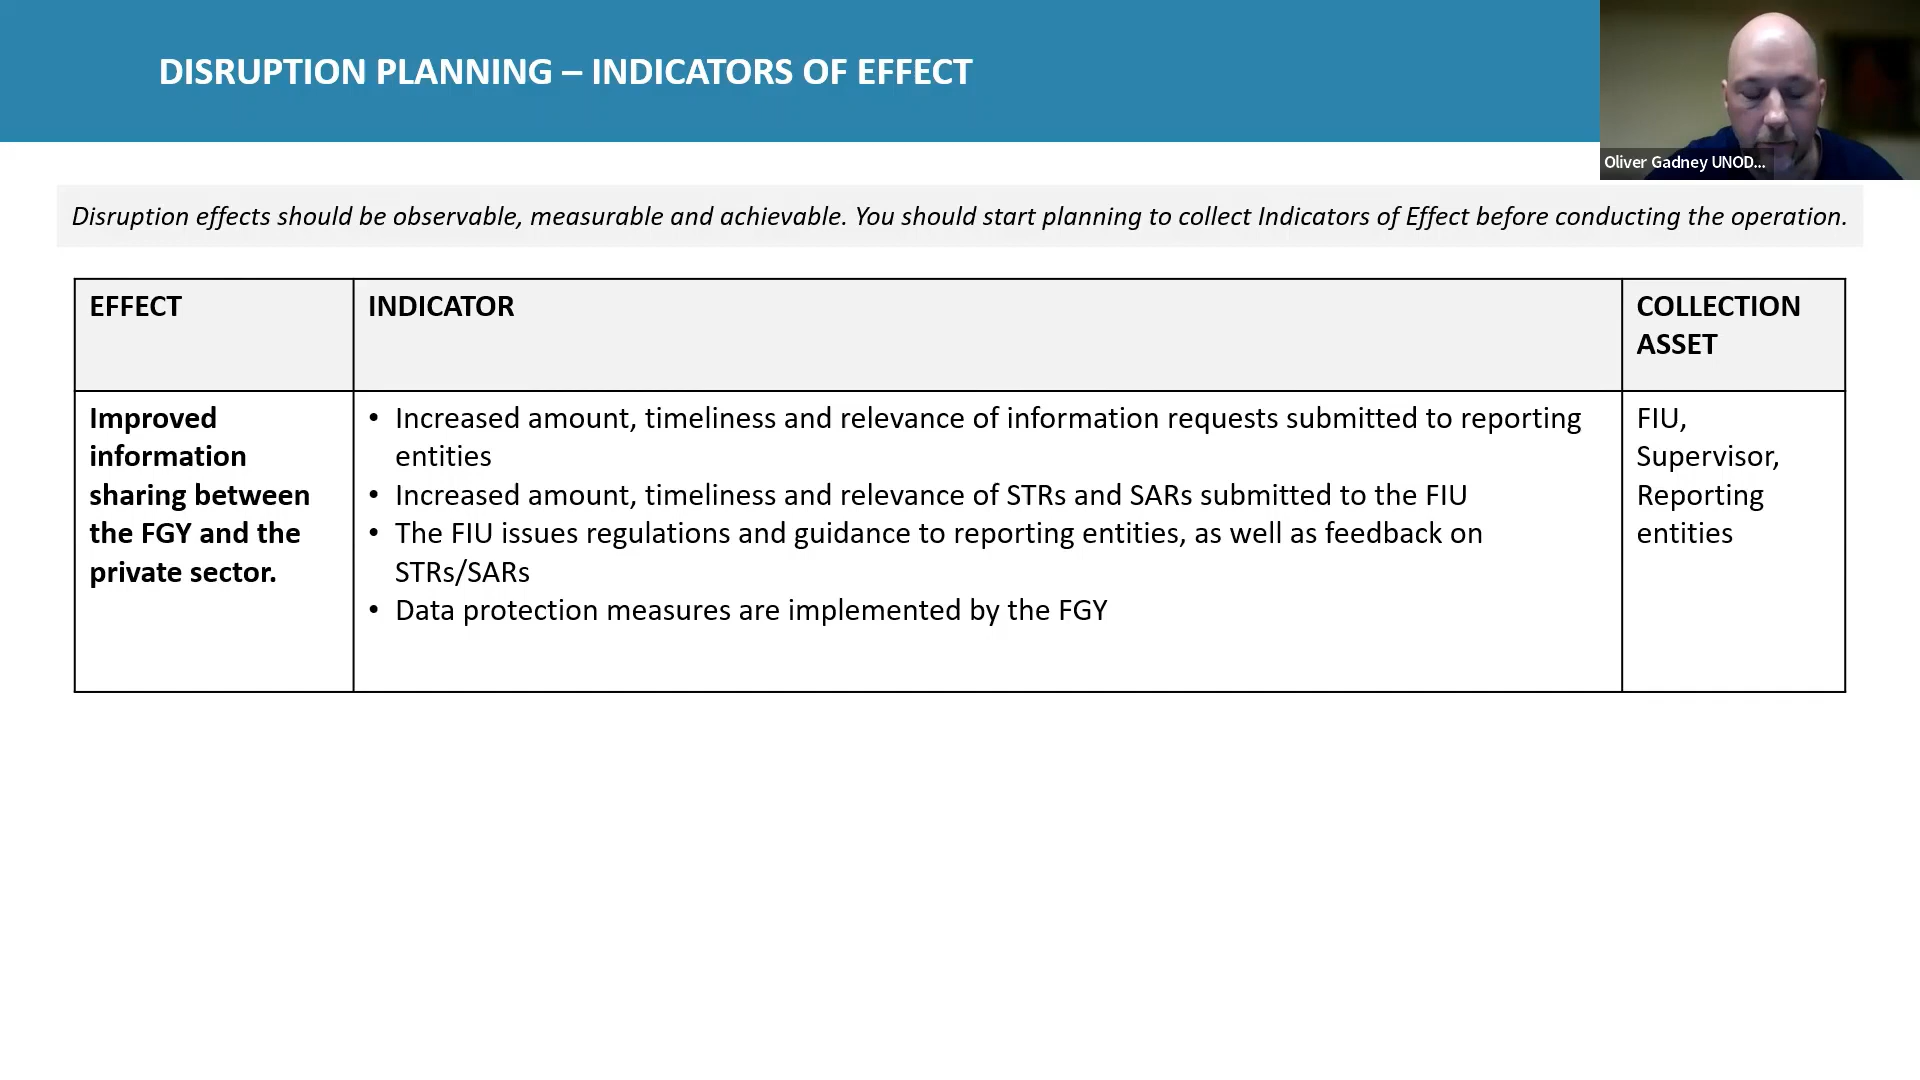 DISRUPTION PLANNING – INDICATORS OF EFFECT
Oliver Gadney UNOD...
Disruption effects should be observable, measurable and achievable. You should start planning to collect Indicators of Effect before conducting the operation.
EFFECT
INDICATOR
COLLECTION
ASSET
Improved
information
sharing between
the FGY and the
private sector.
• Increased amount, timeliness and relevance of information requests submitted to reporting
entities
• Increased amount, timeliness and relevance of STRs and SARs submitted to the FIU
• The FIU issues regulations and guidance to reporting entities, as well as feedback on
STRs/SARs
• Data protection measures are implemented by the FGY
FIU,
Supervisor,
Reporting
entities